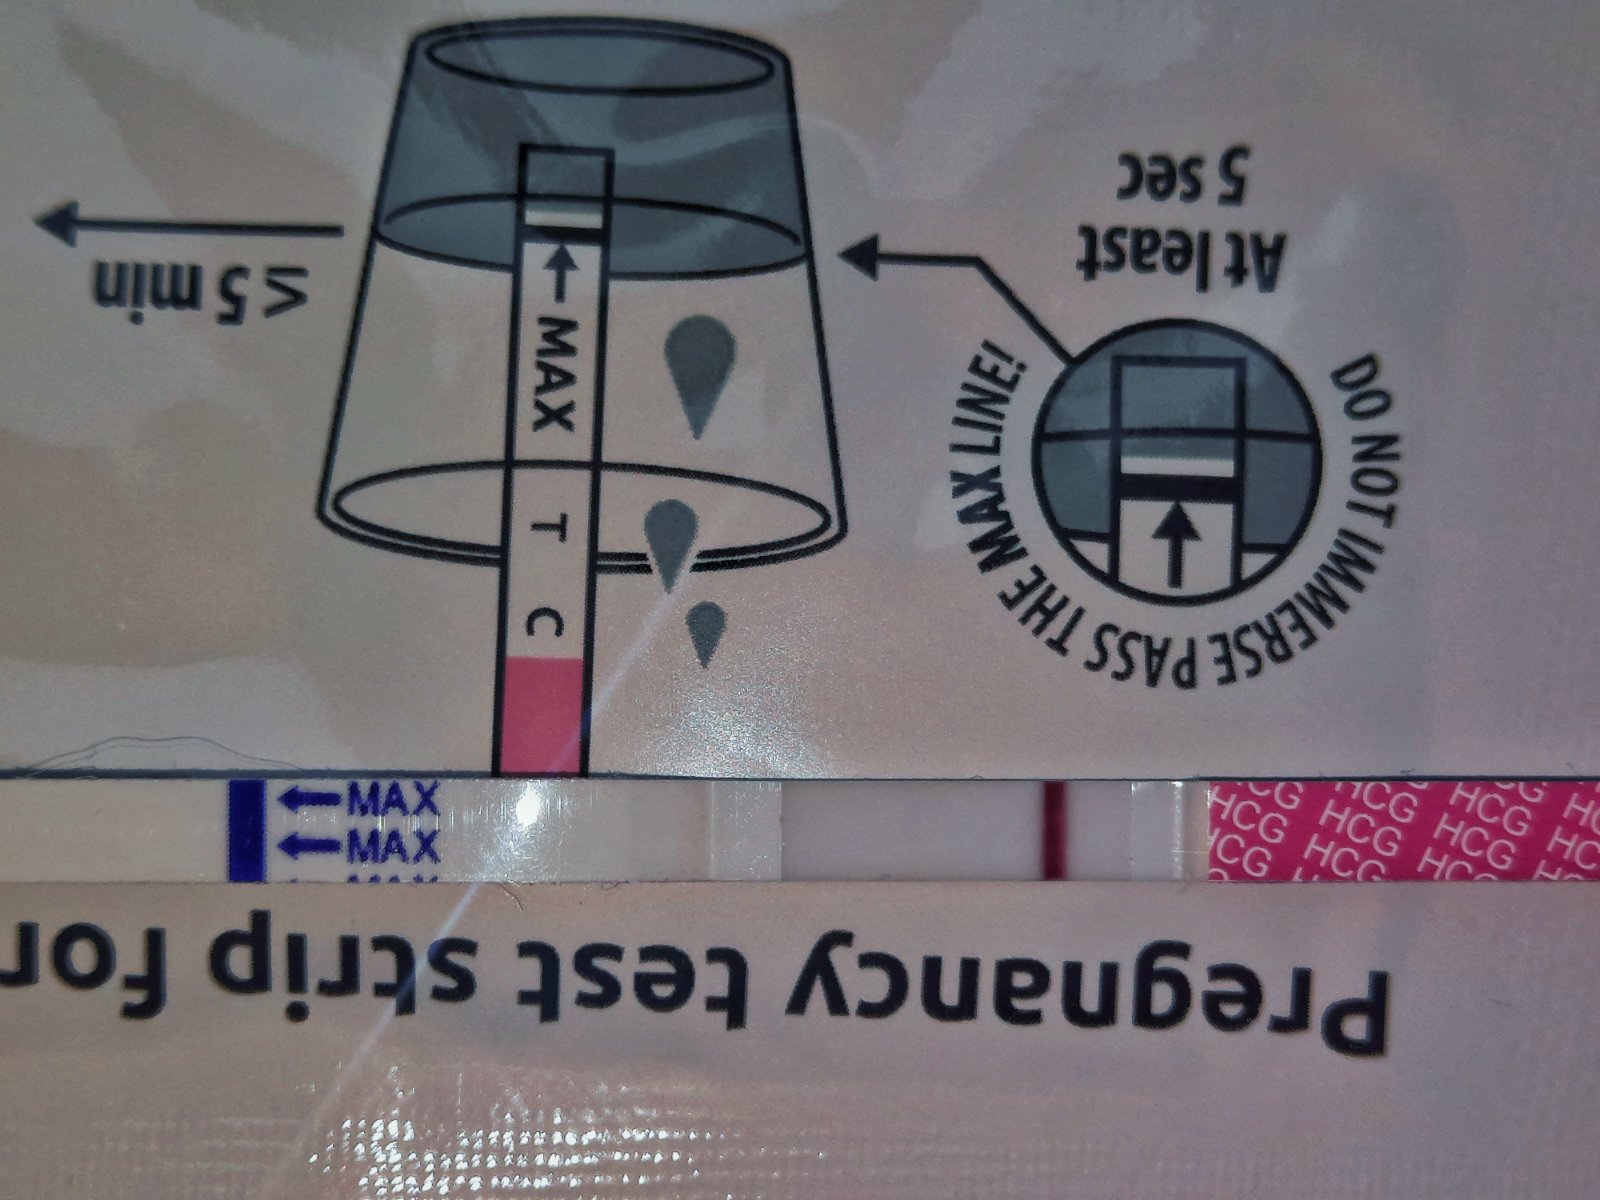 Pregnancy test strip for
DO NOT IMMERSE PASS THE MAX LINE!
At least
5 sec
≤ 5 min
MAX
T
C
MAX
MAX
HCG HCG HCG
HCG HCG HCG
HCG HCG HCG